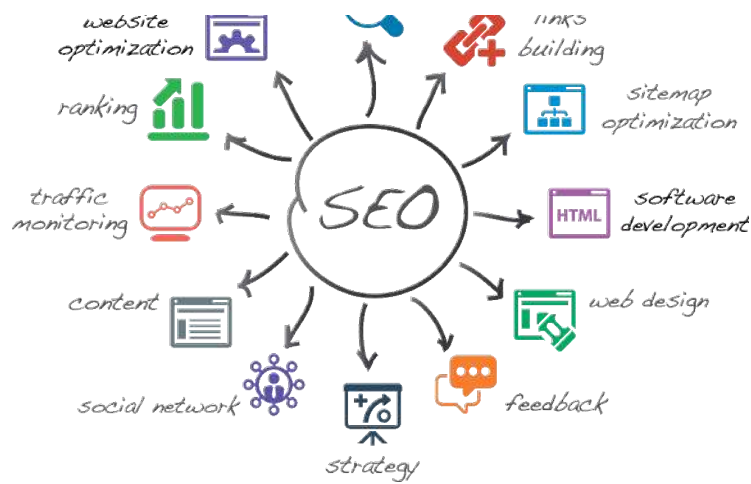 website
optimization
links
building
ranking
sitemap
optimization
traffic
monitoring
SEO
HTML
software
development
content
web design
social network
feedback
strategy